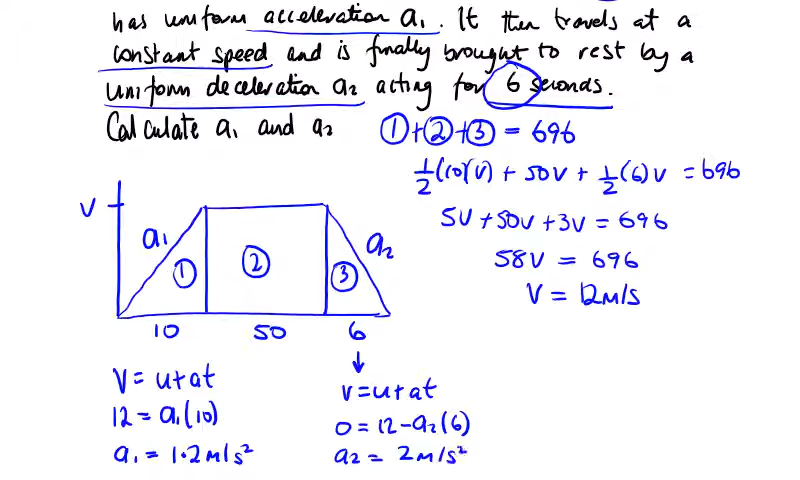 has uniform acceleration a₁. It then travels at a
constant speed and is finally brought to rest by a
uniform deceleration a₂ acting for 6 seconds.
Calculate a₁ and a₂
①+②+③ = 696
½(10)(v) + 50v + ½(6)v = 696
5v + 50v + 3v = 696
58v = 696
v = 12m/s
v
a₁
①
②
③
a₂
10
50
6
v = u + at
12 = a₁(10)
a₁ = 1.2m/s²
↓
v = u + at
0 = 12 - a₂(6)
a₂ = 2m/s²